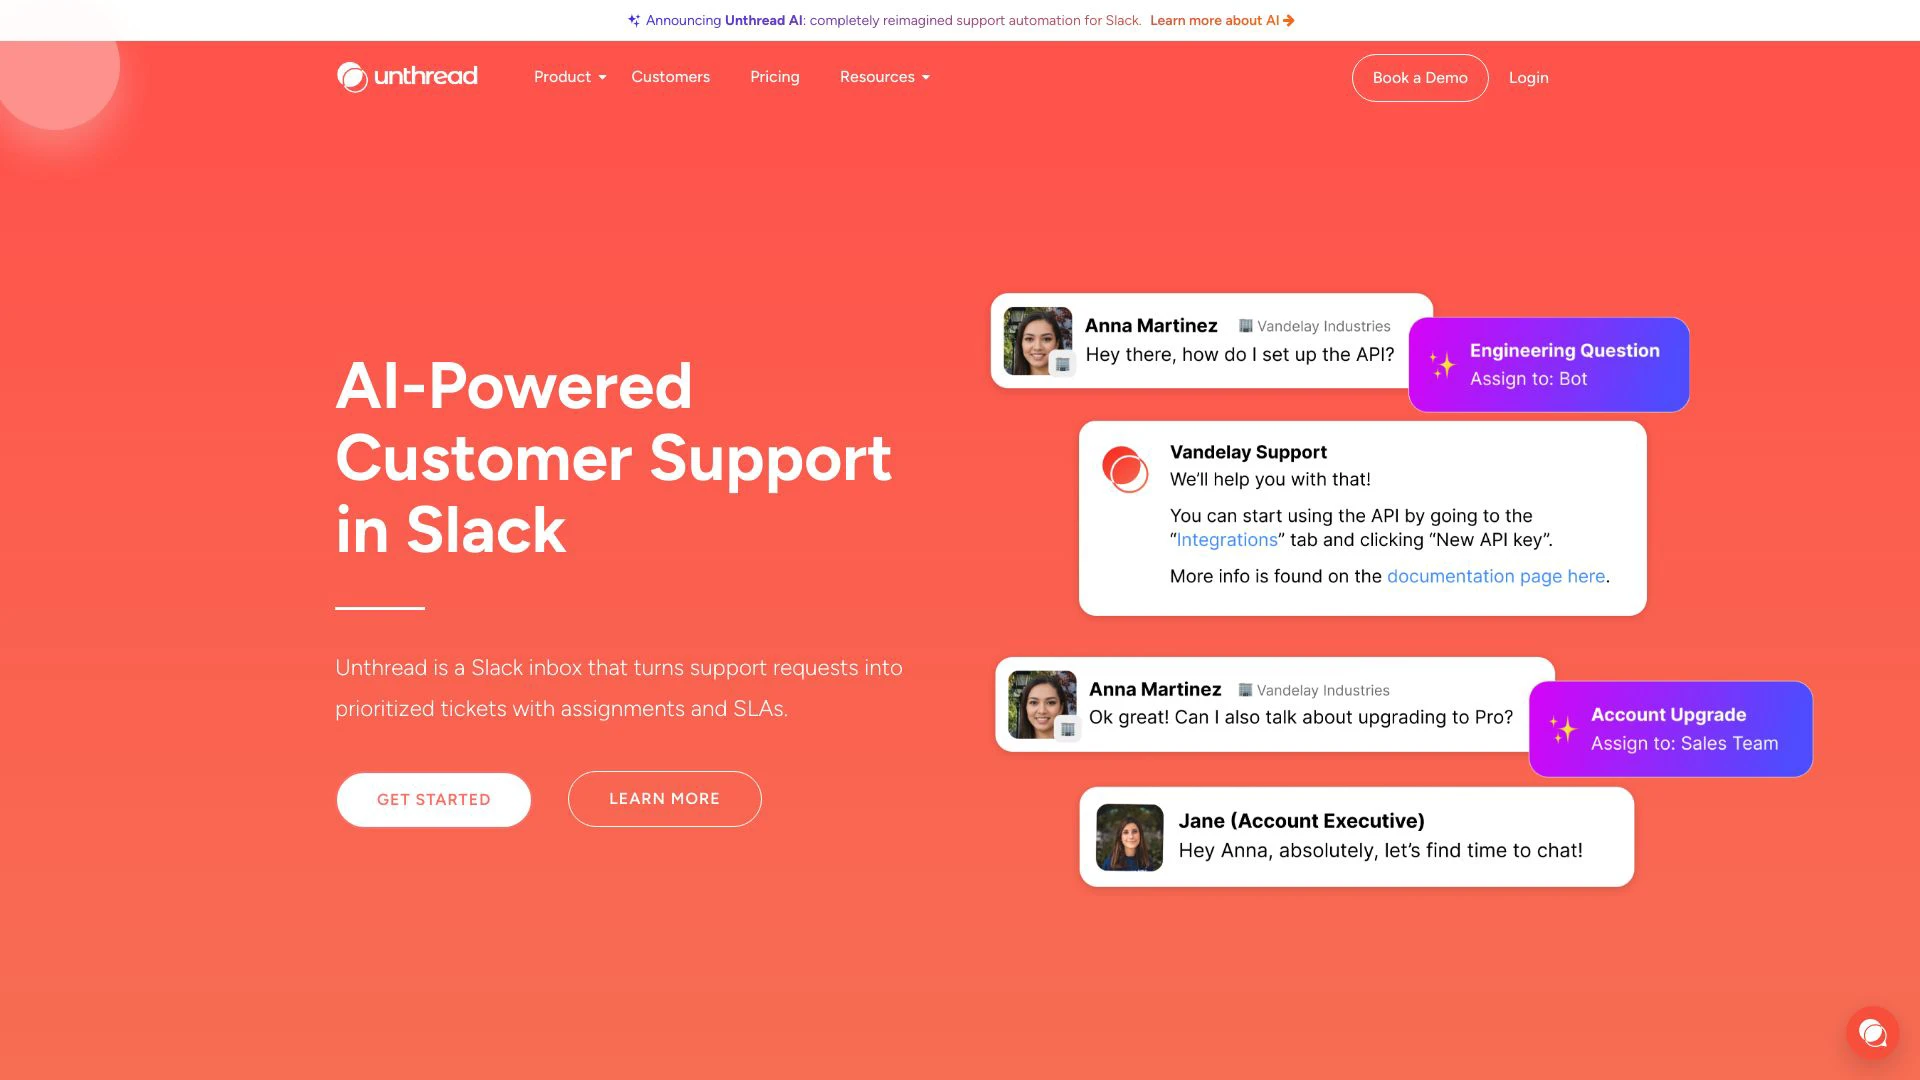 Announcing Unthread AI: completely reimagined support automation for Slack. Learn more about AI
unthread
Product
Customers
Pricing
Resources
Book a Demo
Login
AI-Powered
Customer Support
in Slack
Unthread is a Slack inbox that turns support requests into
prioritized tickets with assignments and SLAs.
GET STARTED
LEARN MORE
Anna Martinez Vandelay Industries
Hey there, how do I set up the API?
Engineering Question
Assign to: Bot
Vandelay Support
We’ll help you with that!
You can start using the API by going to the
“Integrations” tab and clicking “New API key”.
More info is found on the documentation page here.
Anna Martinez Vandelay Industries
Ok great! Can I also talk about upgrading to Pro?
Account Upgrade
Assign to: Sales Team
Jane (Account Executive)
Hey Anna, absolutely, let’s find time to chat!